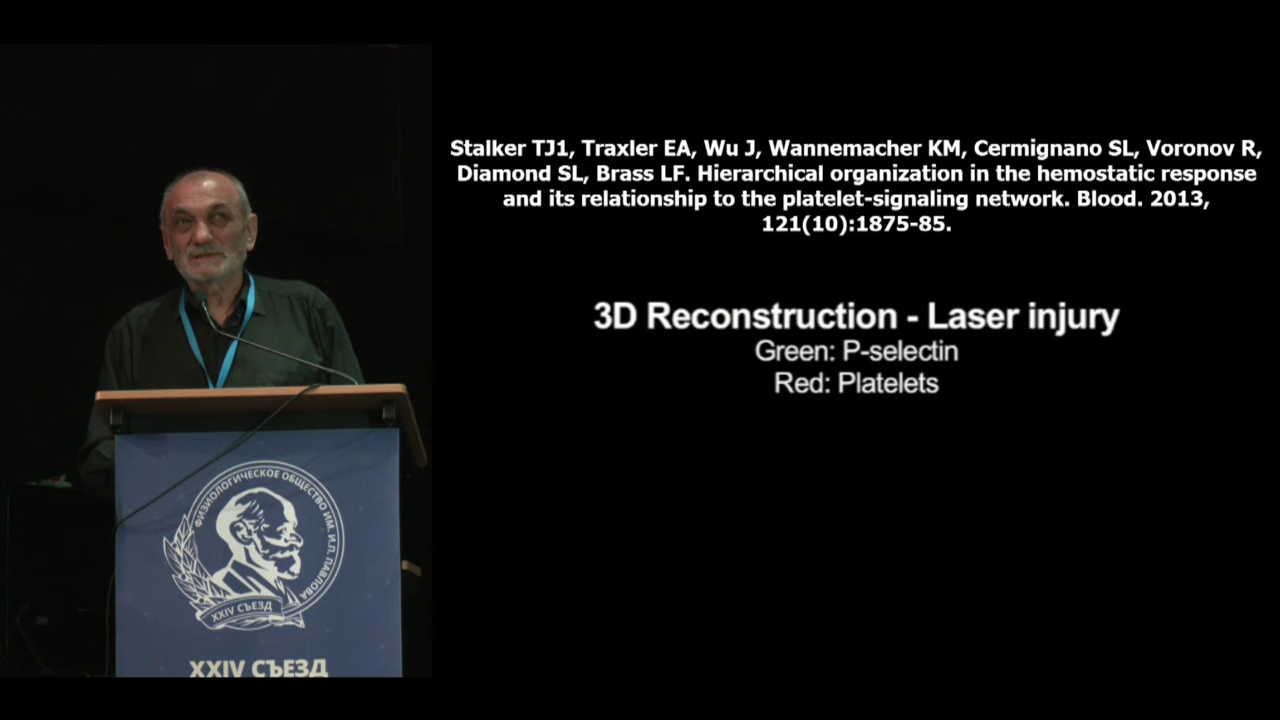 Stalker TJ1, Traxler EA, Wu J, Wannemacher KM, Cermignano SL, Voronov R,
Diamond SL, Brass LF. Hierarchical organization in the hemostatic response
and its relationship to the platelet-signaling network. Blood. 2013,
121(10):1875-85.
3D Reconstruction - Laser injury
Green: P-selectin
Red: Platelets
ФИЗИОЛОГИЧЕСКОЕ ОБЩЕСТВО ИМ. И.П. ПАВЛОВА
XXIV СЪЕЗД
XXIV СЪЕЗД